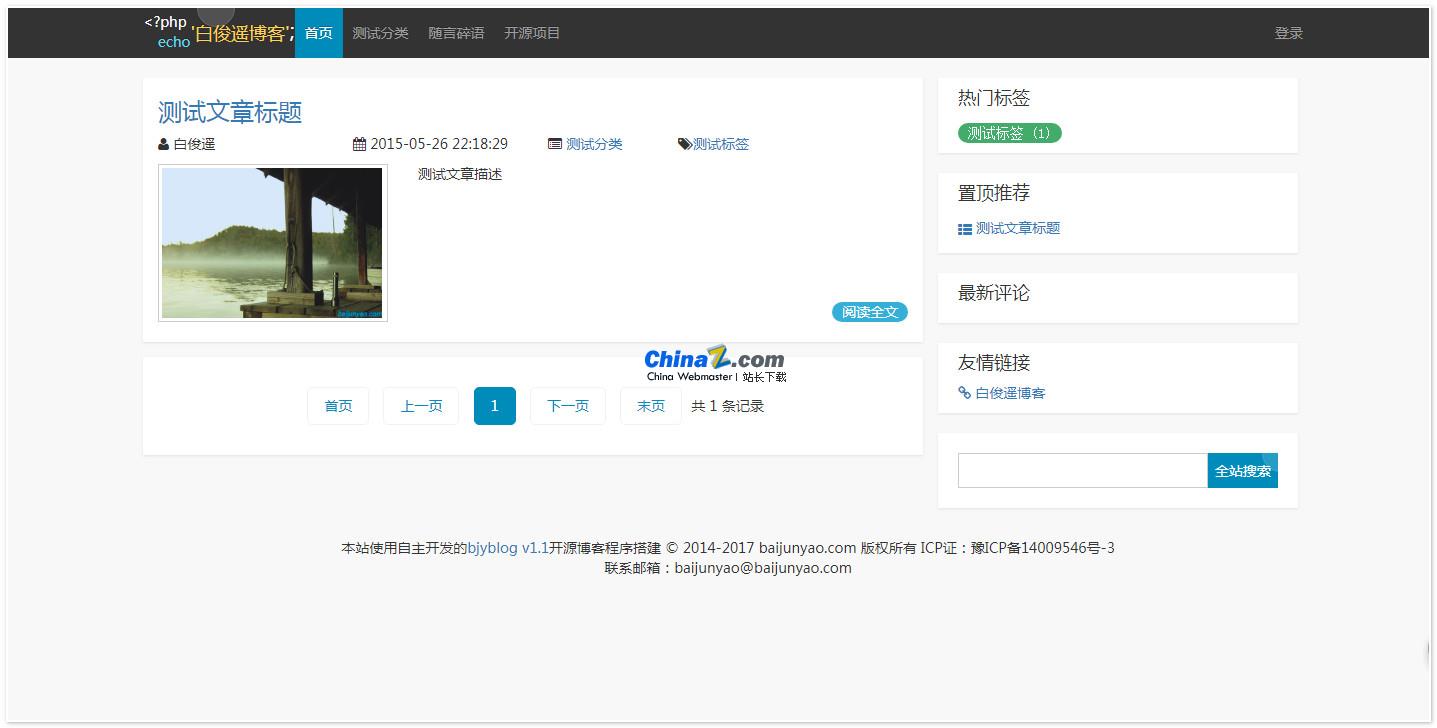 <?php
echo '白俊遥博客';
首页 测试分类 随言碎语 开源项目 登录
测试文章标题
白俊遥 2015-05-26 22:18:29 测试分类 测试标签
测试文章描述
baijunyao.com
阅读全文
ChinaZ.com
China Webmaster | 站长下载
首页 上一页 1 下一页 末页 共 1 条记录
热门标签
测试标签 (1)
置顶推荐
测试文章标题
最新评论
友情链接
白俊遥博客
全站搜索
本站使用自主开发的bjyblog v1.1开源博客程序搭建 © 2014-2017 baijunyao.com 版权所有 ICP证：豫ICP备14009546号-3
联系邮箱：baijunyao@baijunyao.com